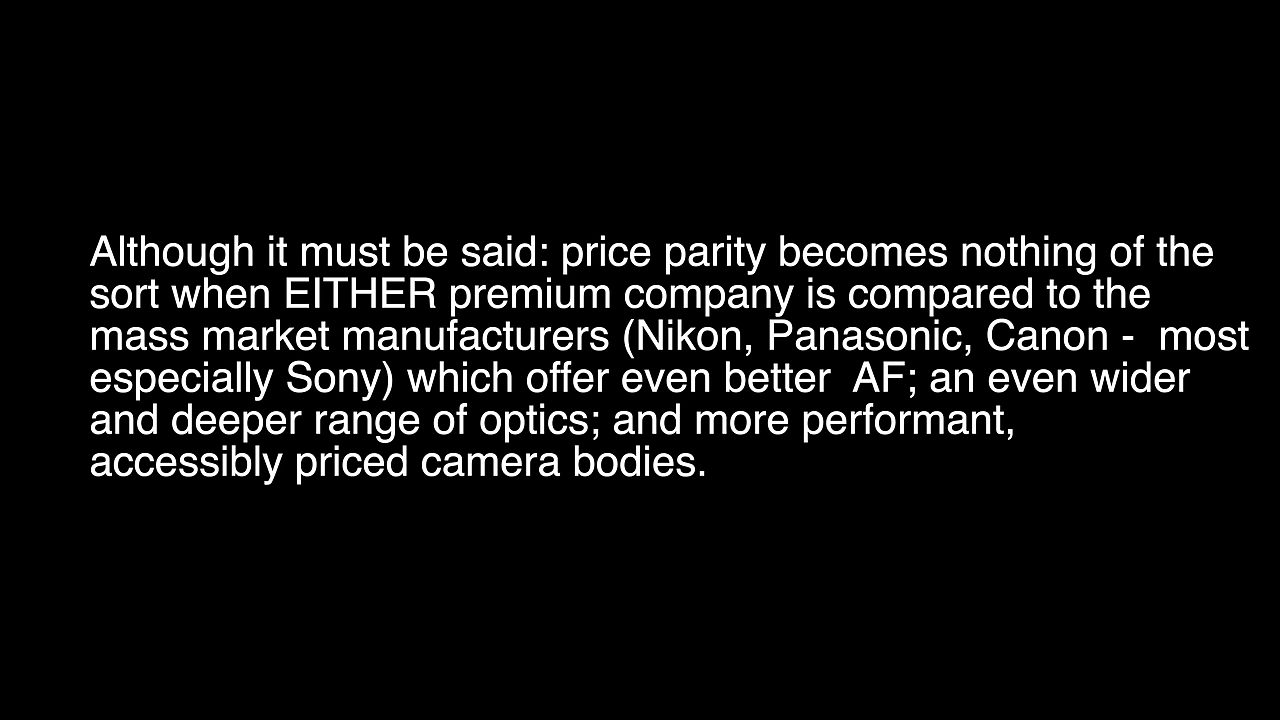 Although it must be said: price parity becomes nothing of the
sort when EITHER premium company is compared to the
mass market manufacturers (Nikon, Panasonic, Canon -  most
especially Sony) which offer even better  AF; an even wider
and deeper range of optics; and more performant,
accessibly priced camera bodies.